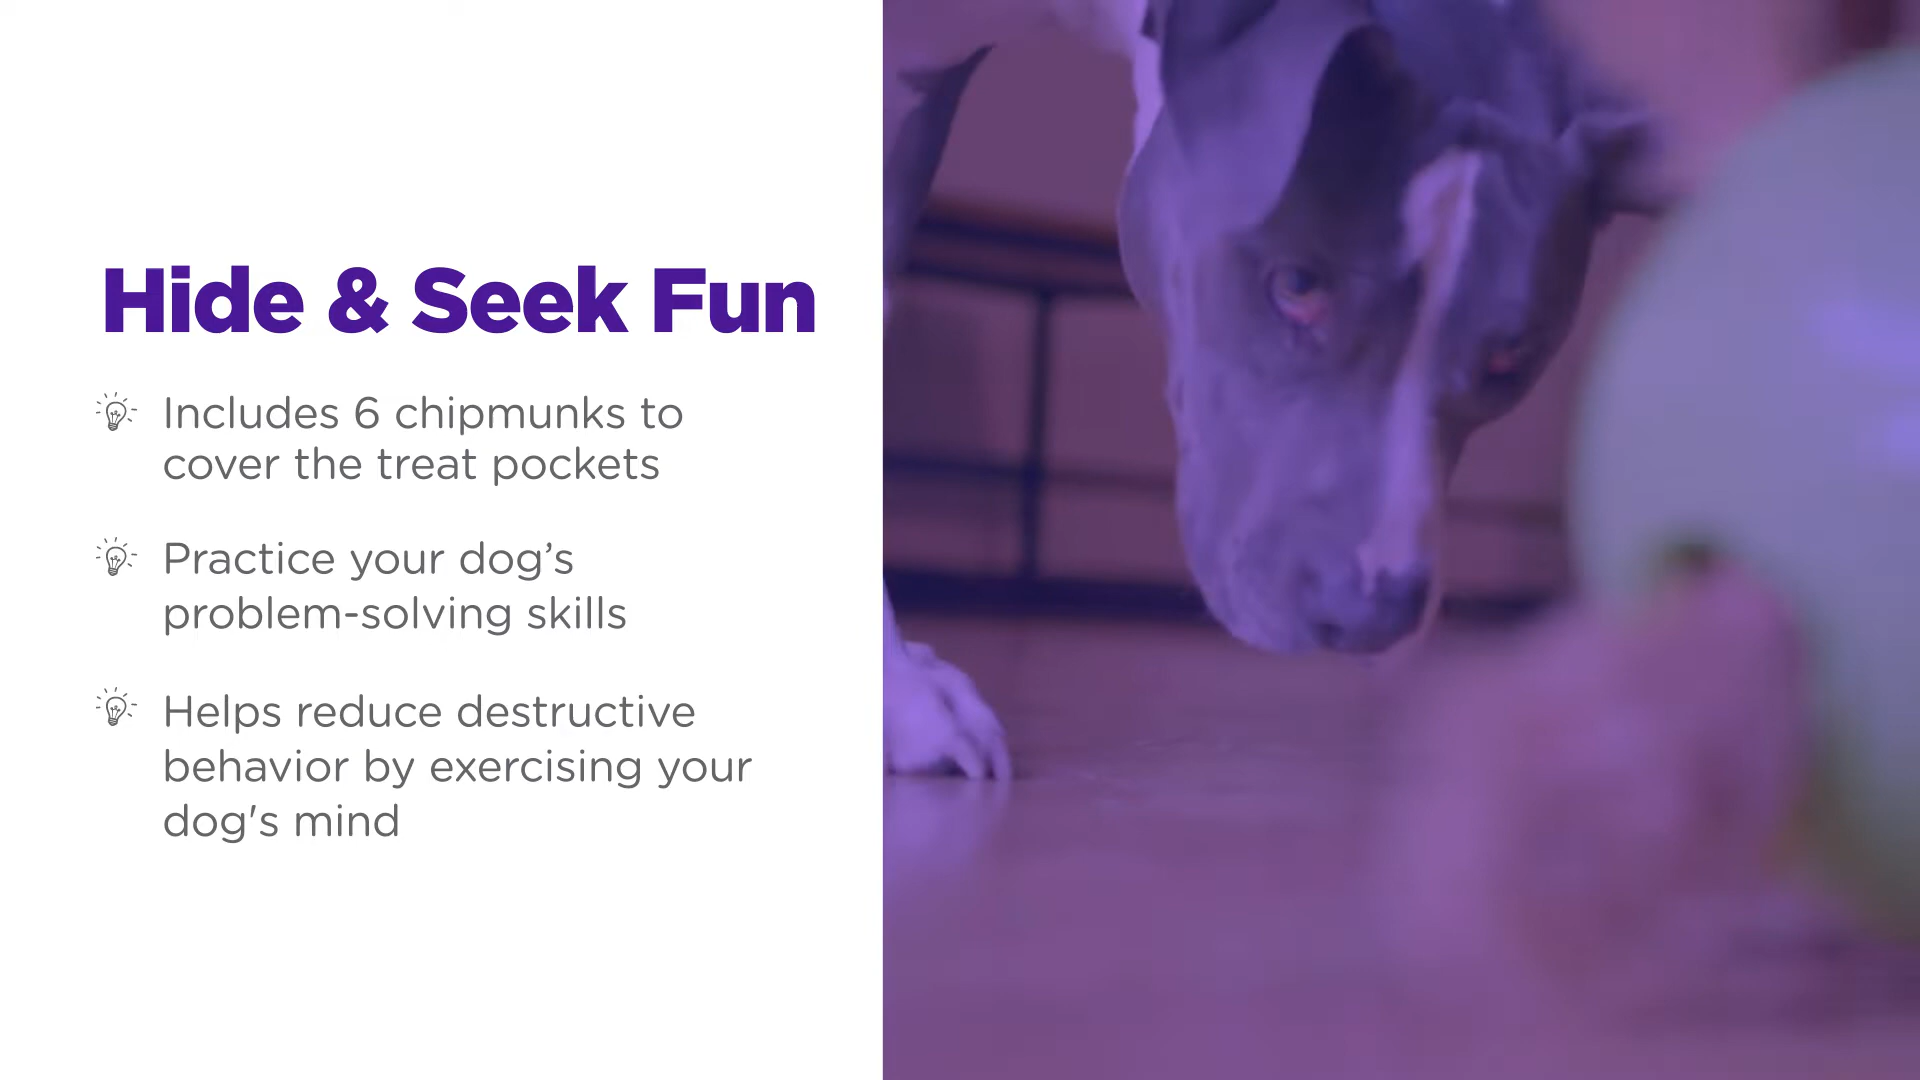 Hide & Seek Fun
Includes 6 chipmunks to
cover the treat pockets
Practice your dog’s
problem-solving skills
Helps reduce destructive
behavior by exercising your
dog's mind